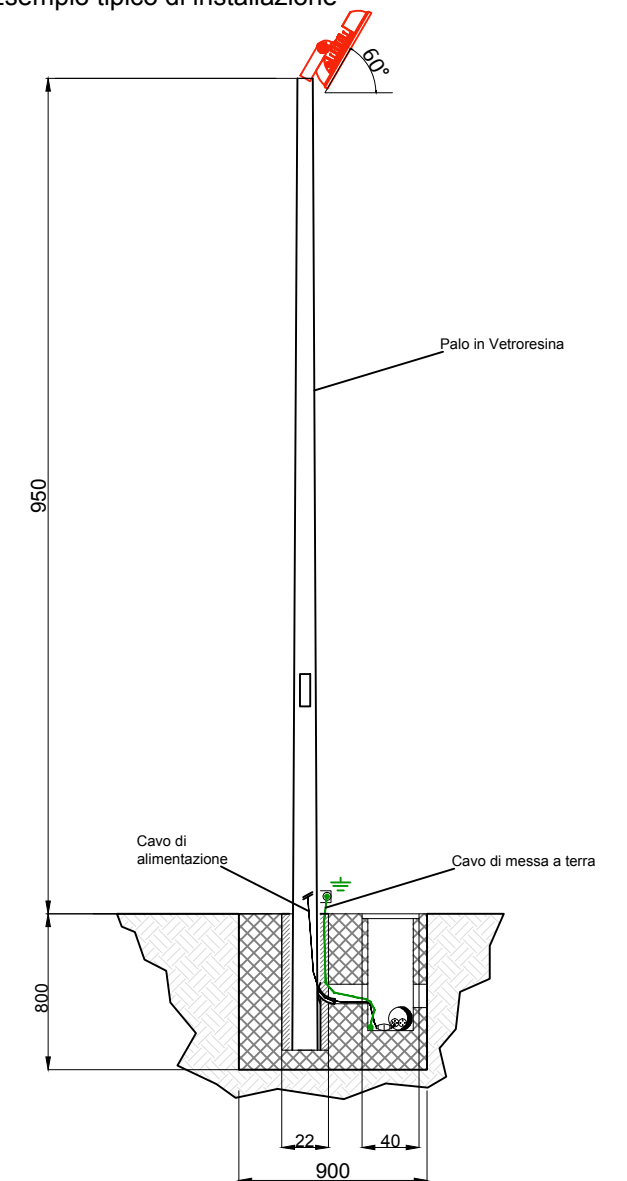 Esempio tipico di installazione
60°
Palo in Vetroresina
950
Cavo di
alimentazione
Cavo di messa a terra
800
22
40
900